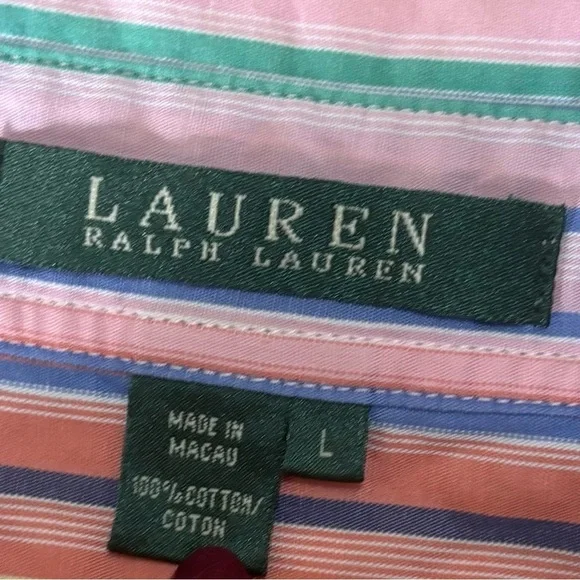 LAUREN
RALPH LAUREN
MADE IN
MACAU
L
100%COTTON/
COTON